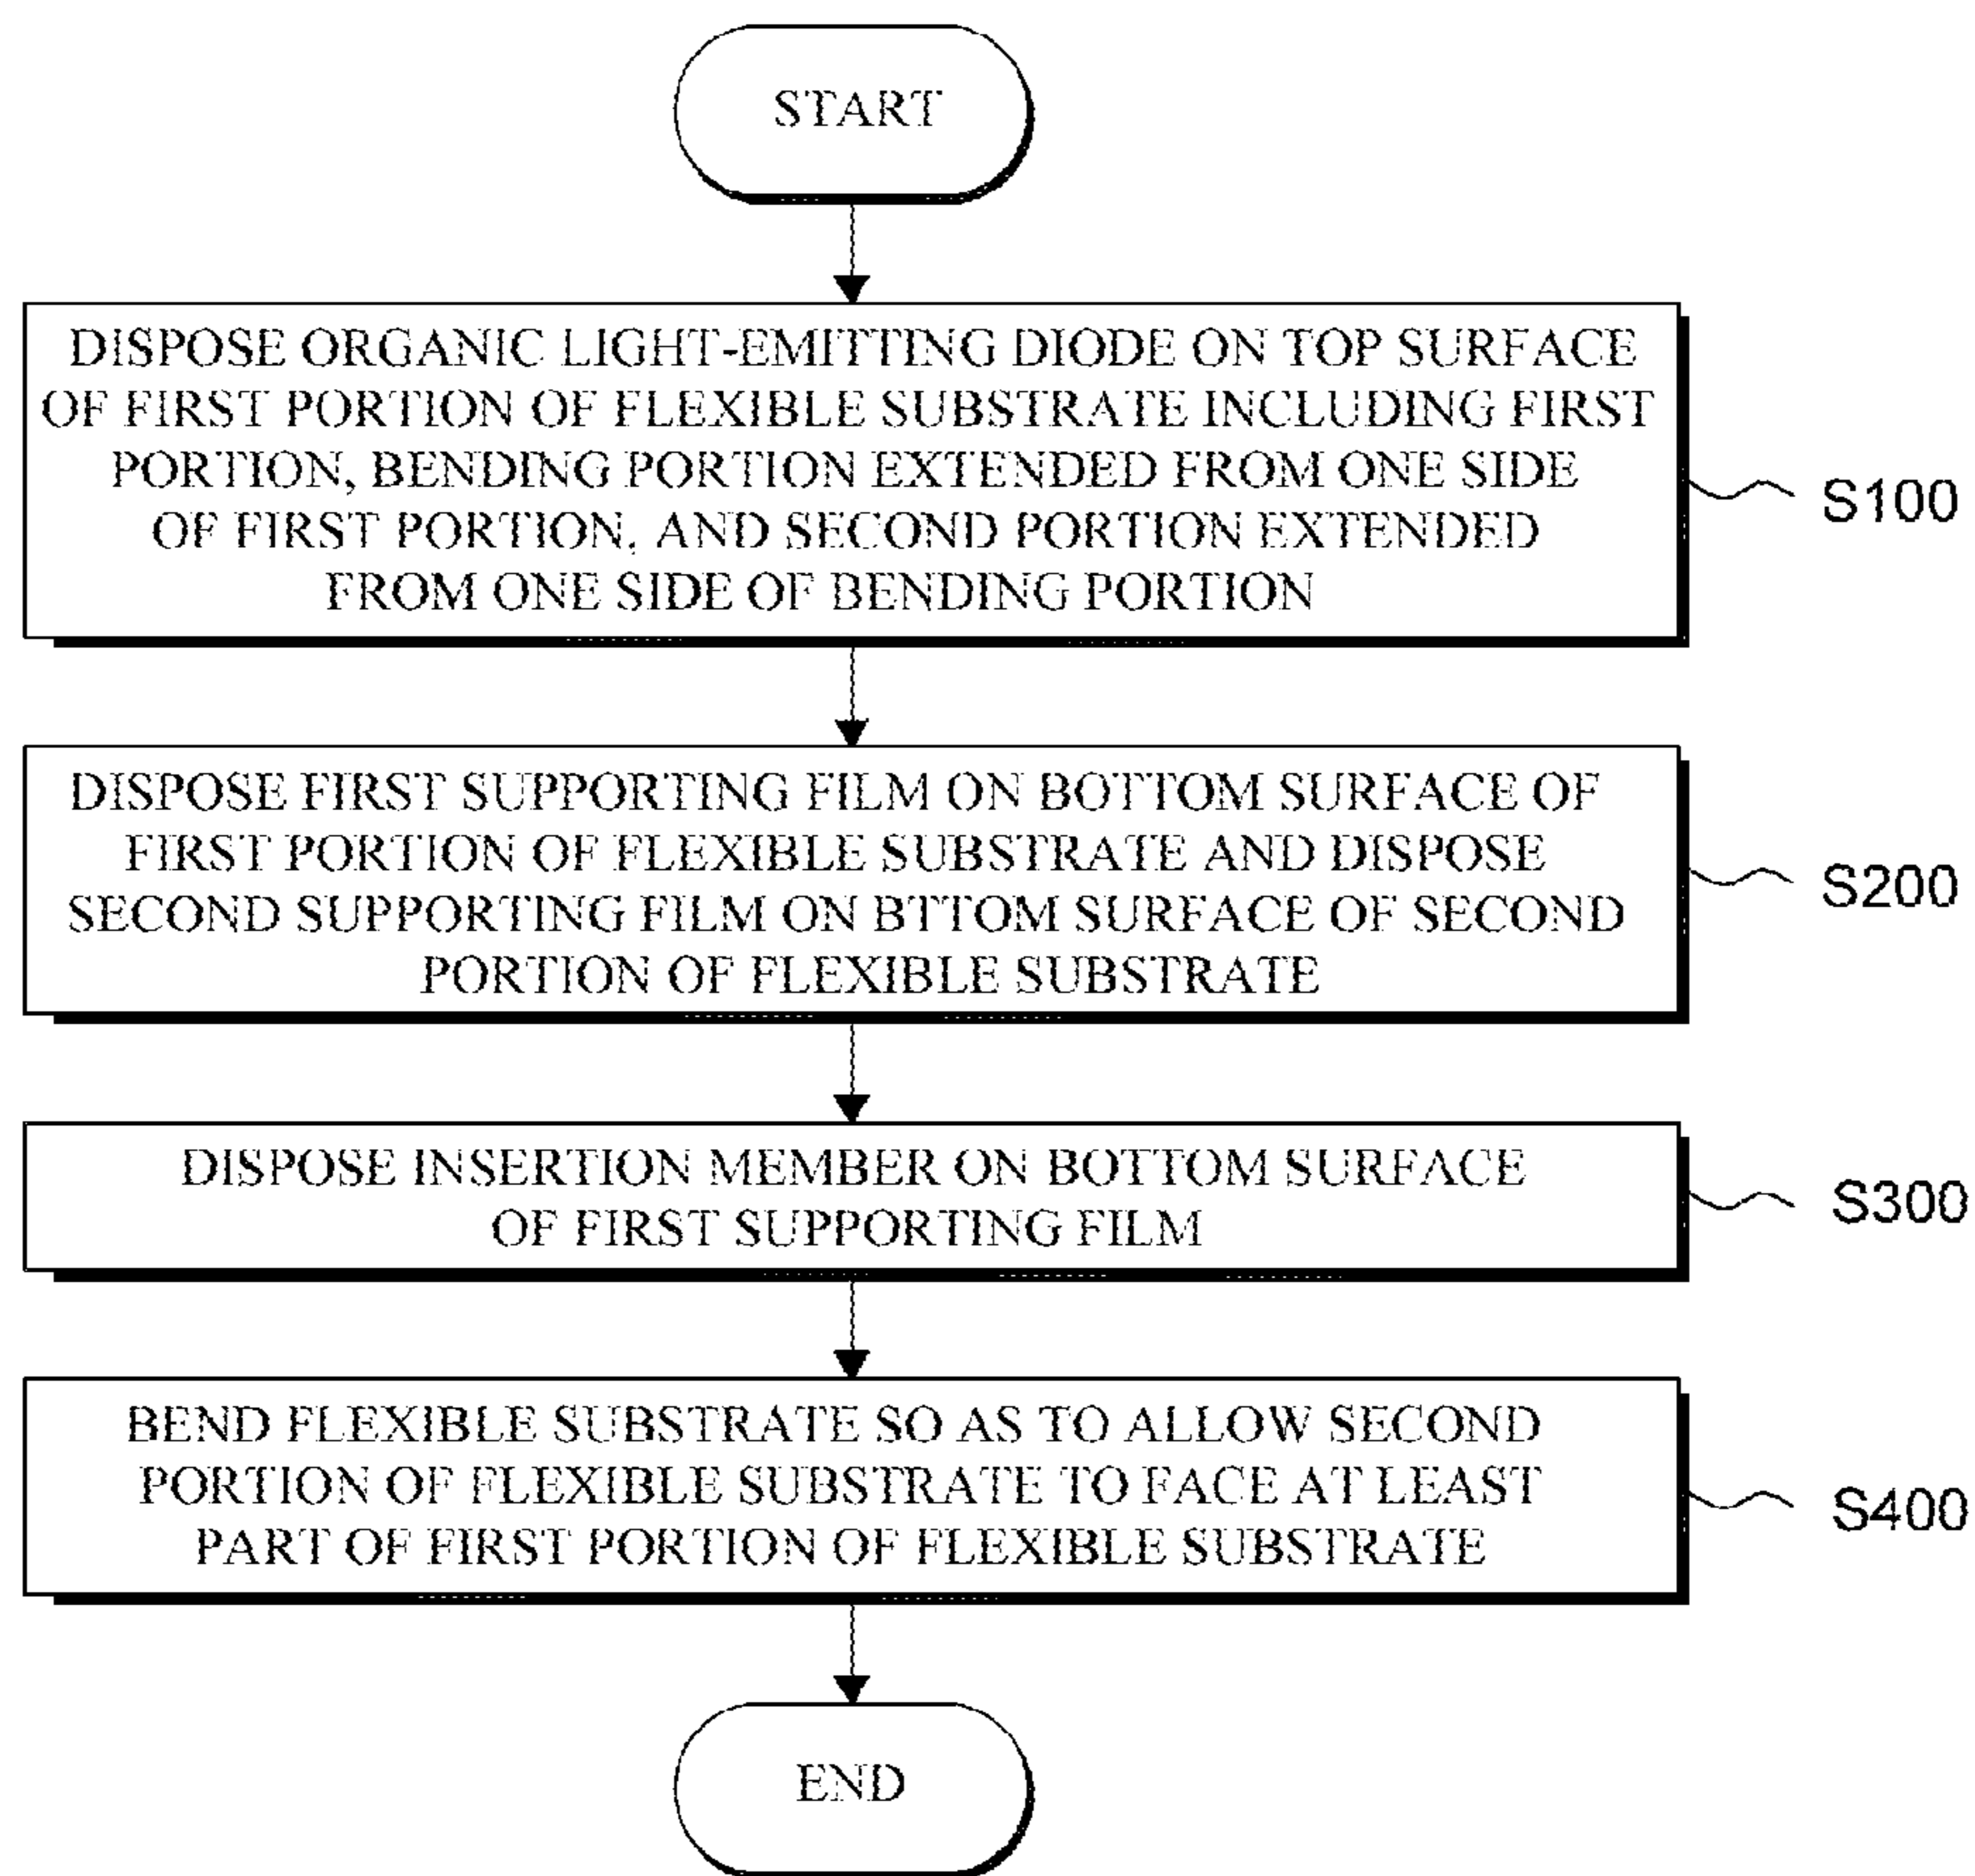 START
DISPOSE ORGANIC LIGHT-EMITTING DIODE ON TOP SURFACE
OF FIRST PORTION OF FLEXIBLE SUBSTRATE INCLUDING FIRST
PORTION, BENDING PORTION EXTENDED FROM ONE SIDE
OF FIRST PORTION, AND SECOND PORTION EXTENDED
FROM ONE SIDE OF BENDING PORTION
S100
DISPOSE FIRST SUPPORTING FILM ON BOTTOM SURFACE OF
FIRST PORTION OF FLEXIBLE SUBSTRATE AND DISPOSE
SECOND SUPPORTING FILM ON BTTOM SURFACE OF SECOND
PORTION OF FLEXIBLE SUBSTRATE
S200
DISPOSE INSERTION MEMBER ON BOTTOM SURFACE
OF FIRST SUPPORTING FILM
S300
BEND FLEXIBLE SUBSTRATE SO AS TO ALLOW SECOND
PORTION OF FLEXIBLE SUBSTRATE TO FACE AT LEAST
PART OF FIRST PORTION OF FLEXIBLE SUBSTRATE
S400
END